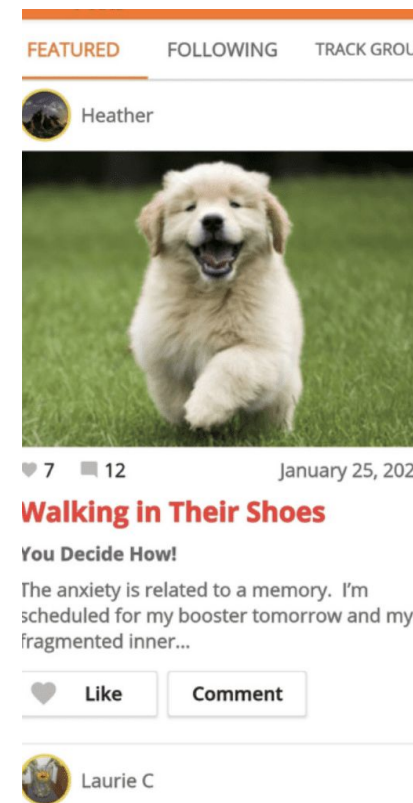 FEATURED FOLLOWING TRACK GROU
Heather
7 12 January 25, 202
Walking in Their Shoes
You Decide How!
The anxiety is related to a memory. I'm
scheduled for my booster tomorrow and my
fragmented inner...
Like Comment
Laurie C